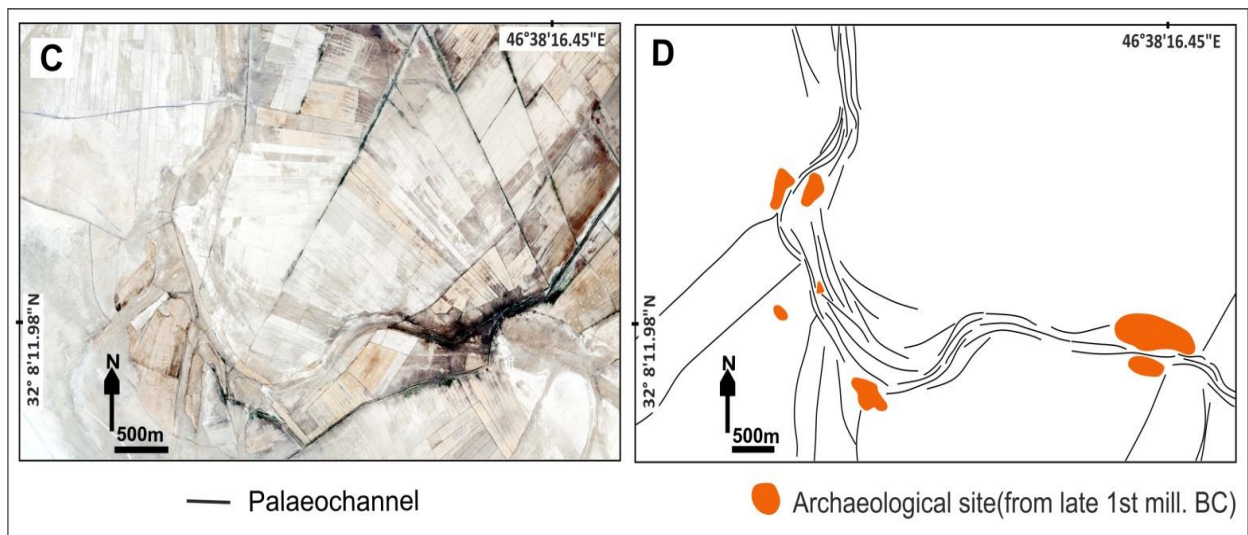 C
46°38'16.45"E
32° 8'11.98"N
N
500m
D
46°38'16.45"E
32° 8'11.98"N
N
500m
Palaeochannel
Archaeological site(from late 1st mill. BC)